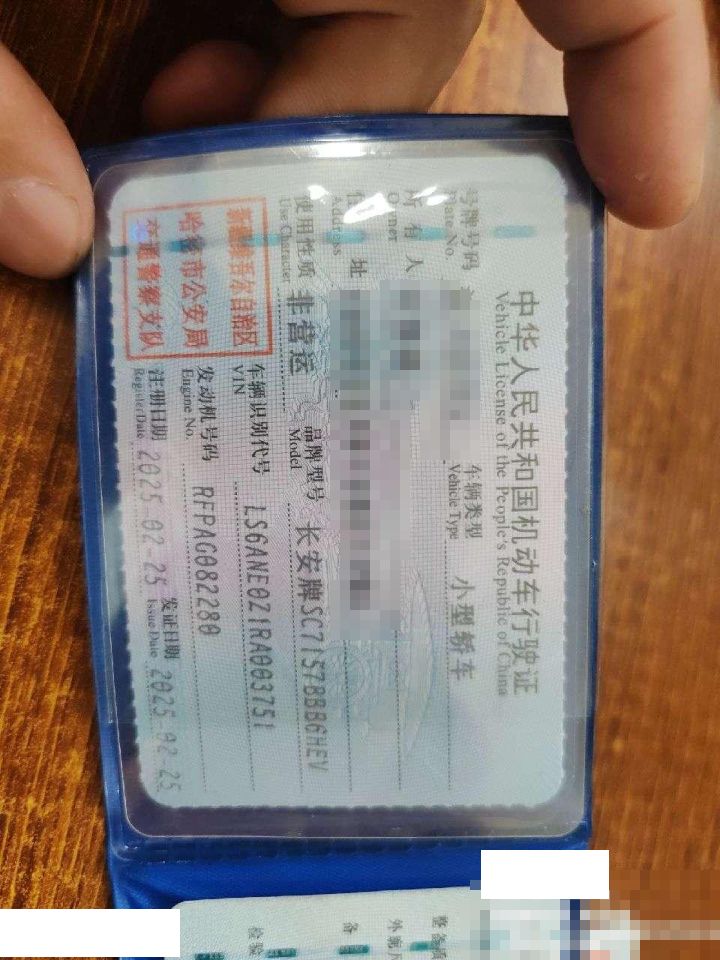 中华人民共和国机动车行驶证
Vehicle License of the People's Republic of China
号牌号码
Plate No.
车辆类型 小型轿车
Vehicle Type
所有人
Owner
住址
Address
使用性质 非营运
Use Character
品牌型号 长安牌SC7157BBBGHEV
Model
新疆维吾尔自治区
哈密市公安局
交通警察支队
车辆识别代号 LS6ANE0Z1RA003751
VIN
发动机号码 RFPAG082280
Engine No.
注册日期 2025-02-25
Register Date
发证日期 2025-02-25
Issue Date
检验